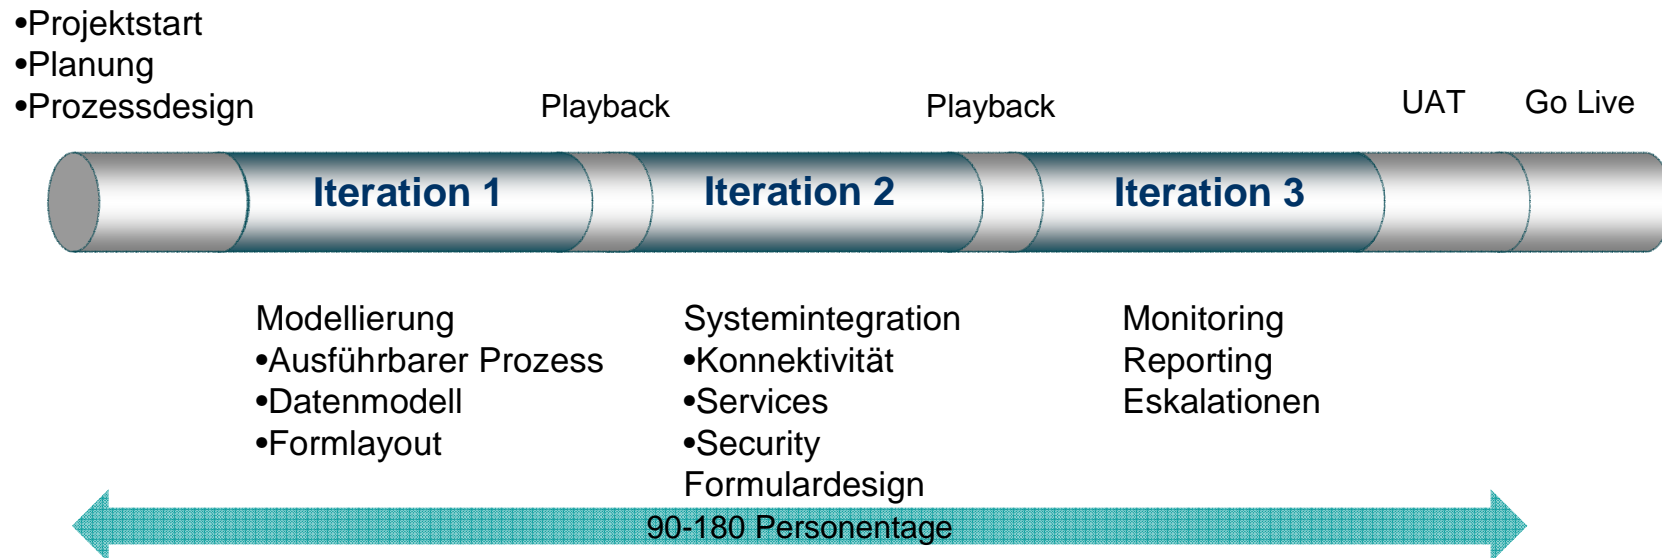 •Projektstart
•Planung
•Prozessdesign
Playback
Playback
UAT
Go Live
Iteration 1
Iteration 2
Iteration 3
Modellierung
•Ausführbarer Prozess
•Datenmodell
•Formlayout
Systemintegration
•Konnektivität
•Services
•Security
Formulardesign
Monitoring
Reporting
Eskalationen
90-180 Personentage